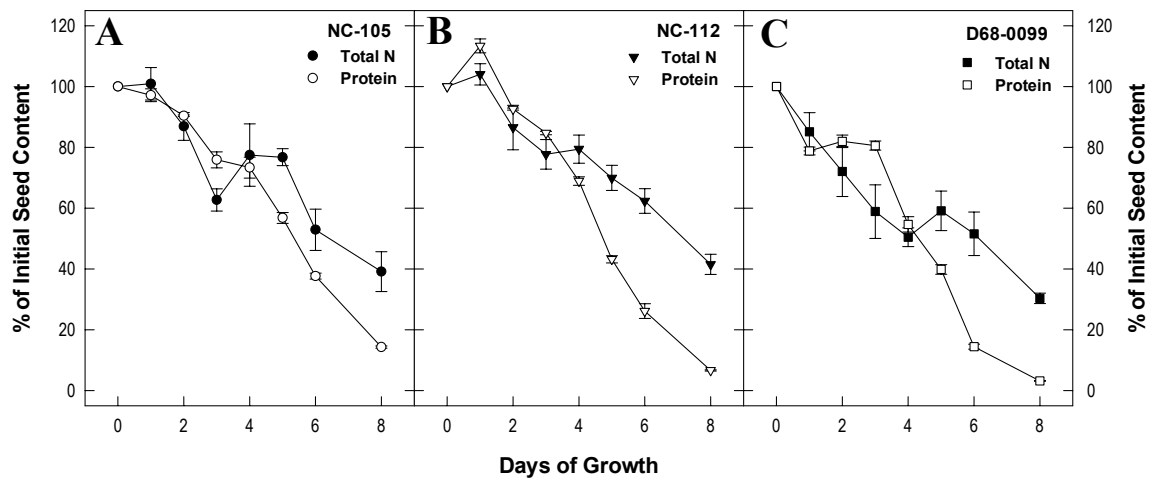 A
NC-105
Total N
Protein
B
NC-112
Total N
Protein
C
D68-0099
Total N
Protein
% of Initial Seed Content
120
100
80
60
40
20
0
120
100
80
60
40
20
0
% of Initial Seed Content
0 2 4 6 8
0 2 4 6 8
0 2 4 6 8
Days of Growth